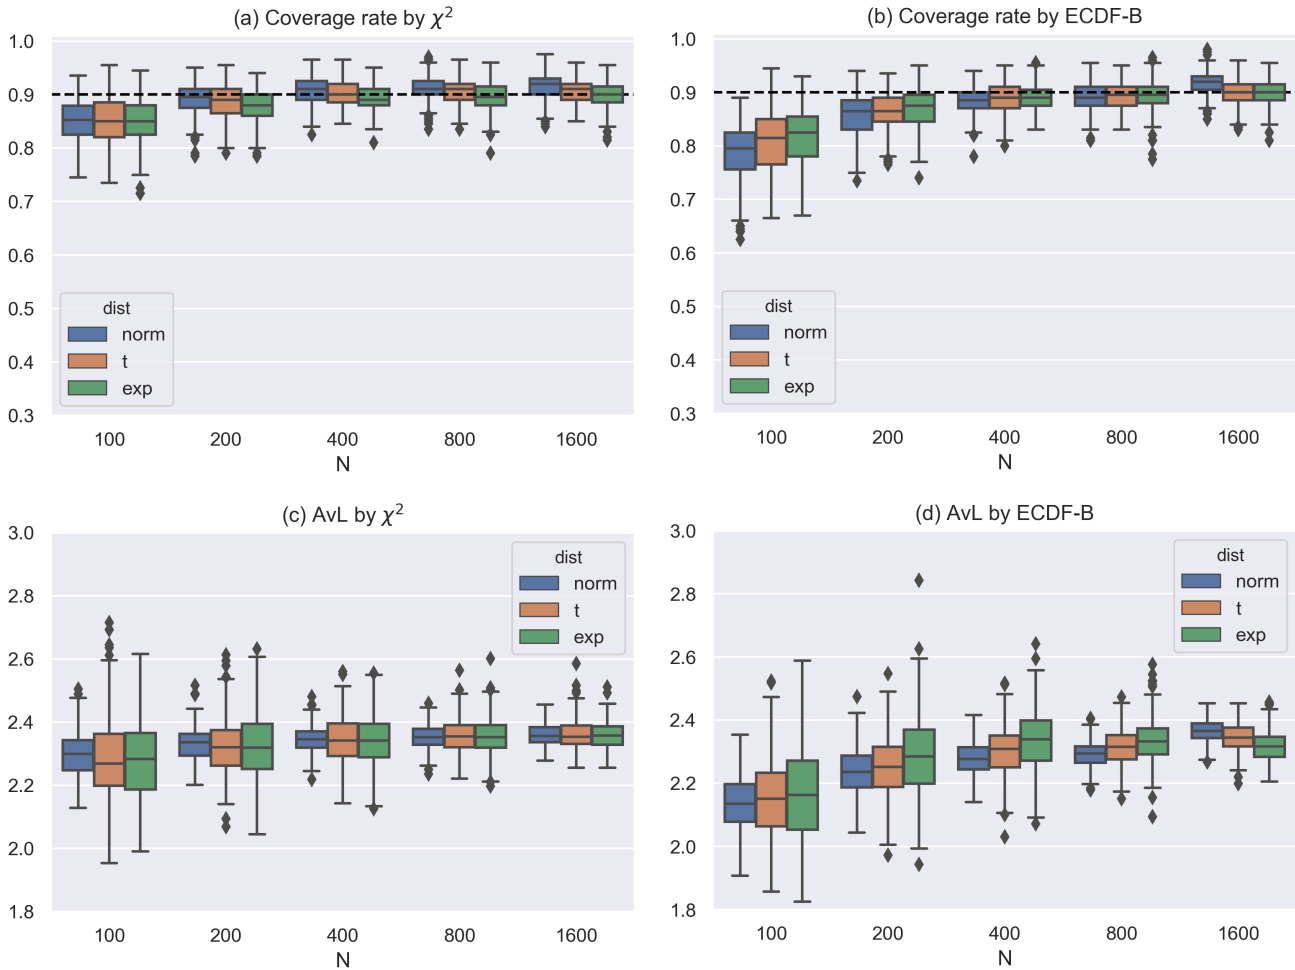 (a) Coverage rate by χ²
1.0
0.9
0.8
0.7
0.6
0.5
0.4
0.3
dist
norm
t
exp
100 200 400 800 1600
N
(b) Coverage rate by ECDF-B
1.0
0.9
0.8
0.7
0.6
0.5
0.4
0.3
dist
norm
t
exp
100 200 400 800 1600
N
(c) AvL by χ²
3.0
2.8
2.6
2.4
2.2
2.0
1.8
dist
norm
t
exp
100 200 400 800 1600
N
(d) AvL by ECDF-B
3.0
2.8
2.6
2.4
2.2
2.0
1.8
dist
norm
t
exp
100 200 400 800 1600
N